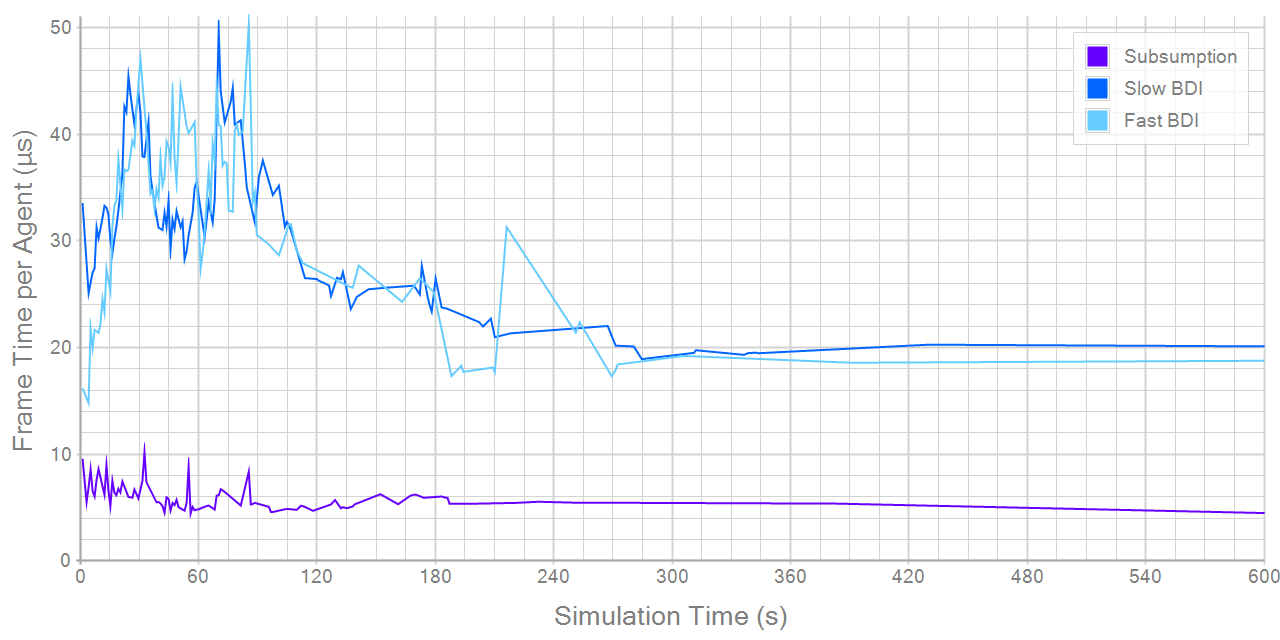 50
40
30
20
10
0
Frame Time per Agent (µs)
Subsumption
Slow BDI
Fast BDI
0 60 120 180 240 300 360 420 480 540 600
Simulation Time (s)